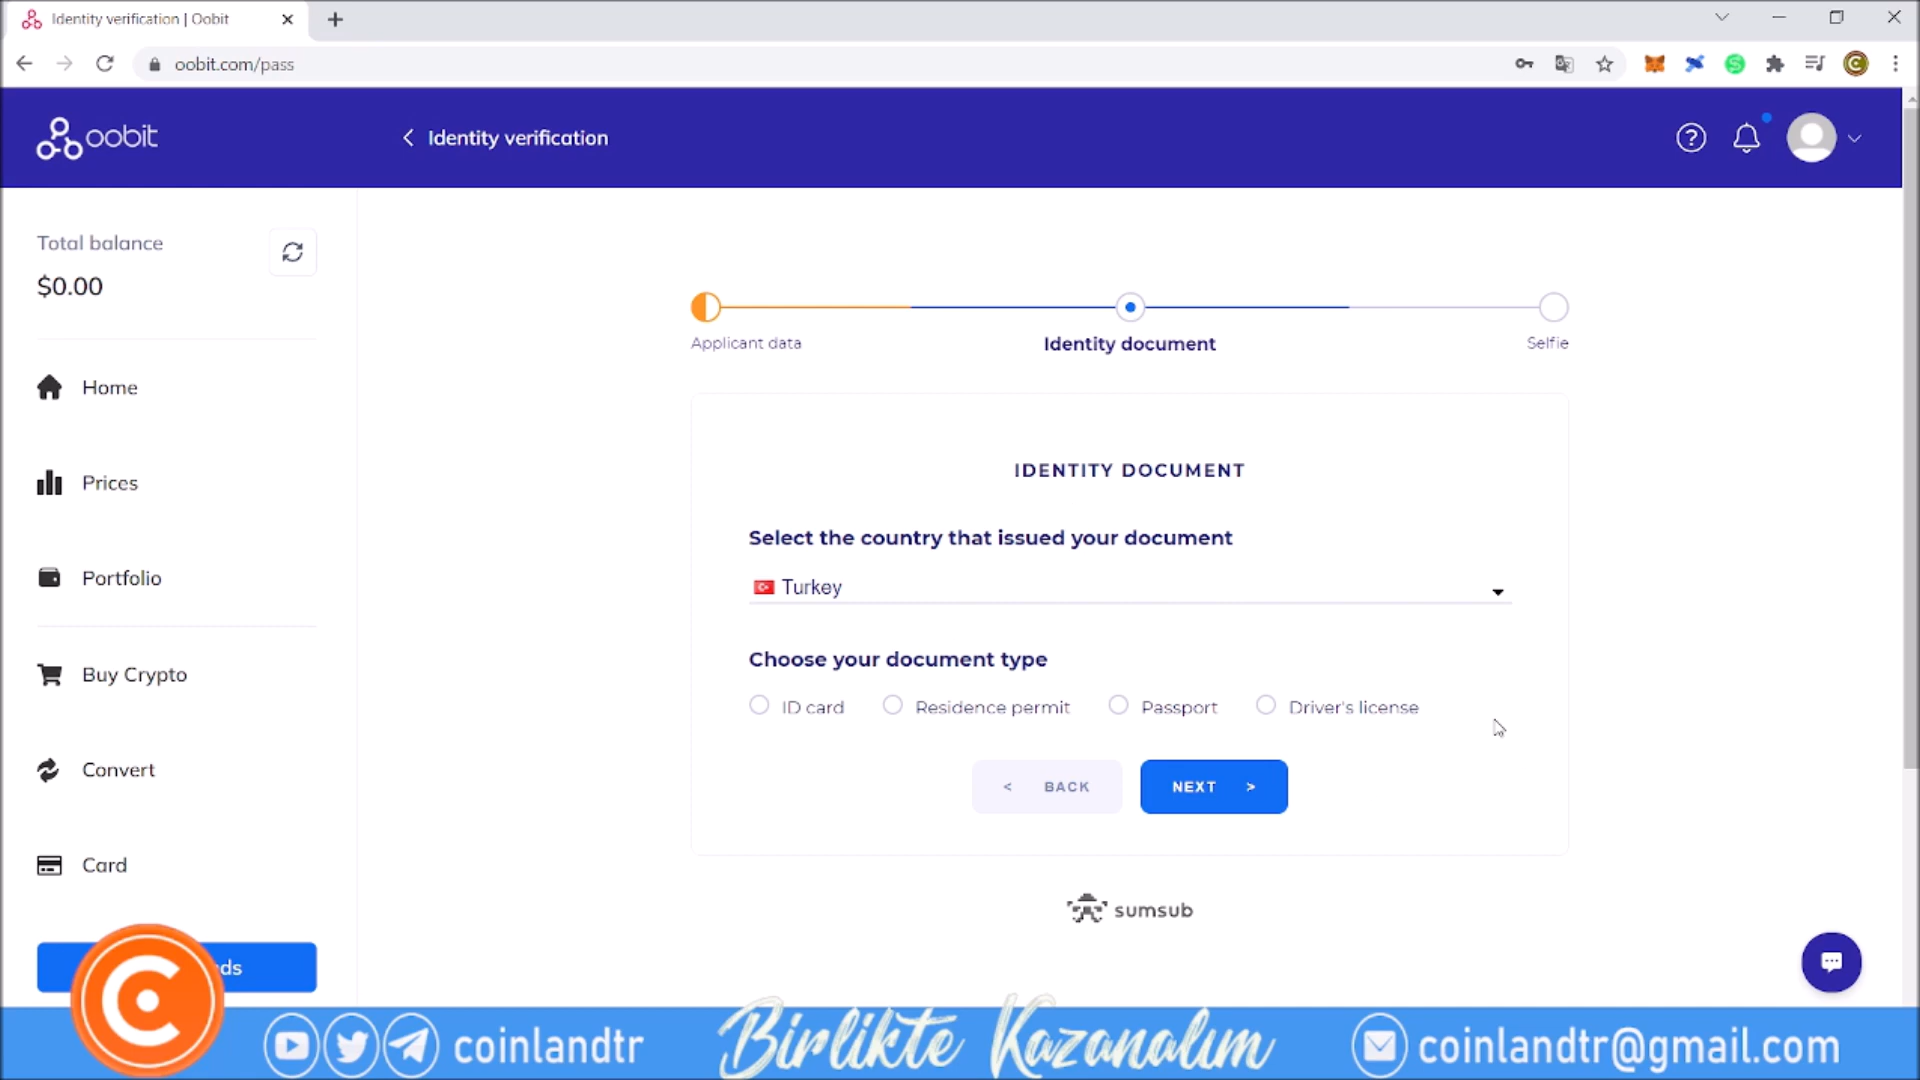 Identity verification | Oobit
oobit.com/pass
oobit
Identity verification
Total balance
$0.00
Home
Prices
Portfolio
Buy Crypto
Convert
Card
Applicant data
Identity document
Selfie
IDENTITY DOCUMENT
Select the country that issued your document
Turkey
Choose your document type
ID card Residence permit Passport Driver's license
< BACK NEXT >
sumsub
coinlandtr Birlikte Kazanalım coinlandtr@gmail.com